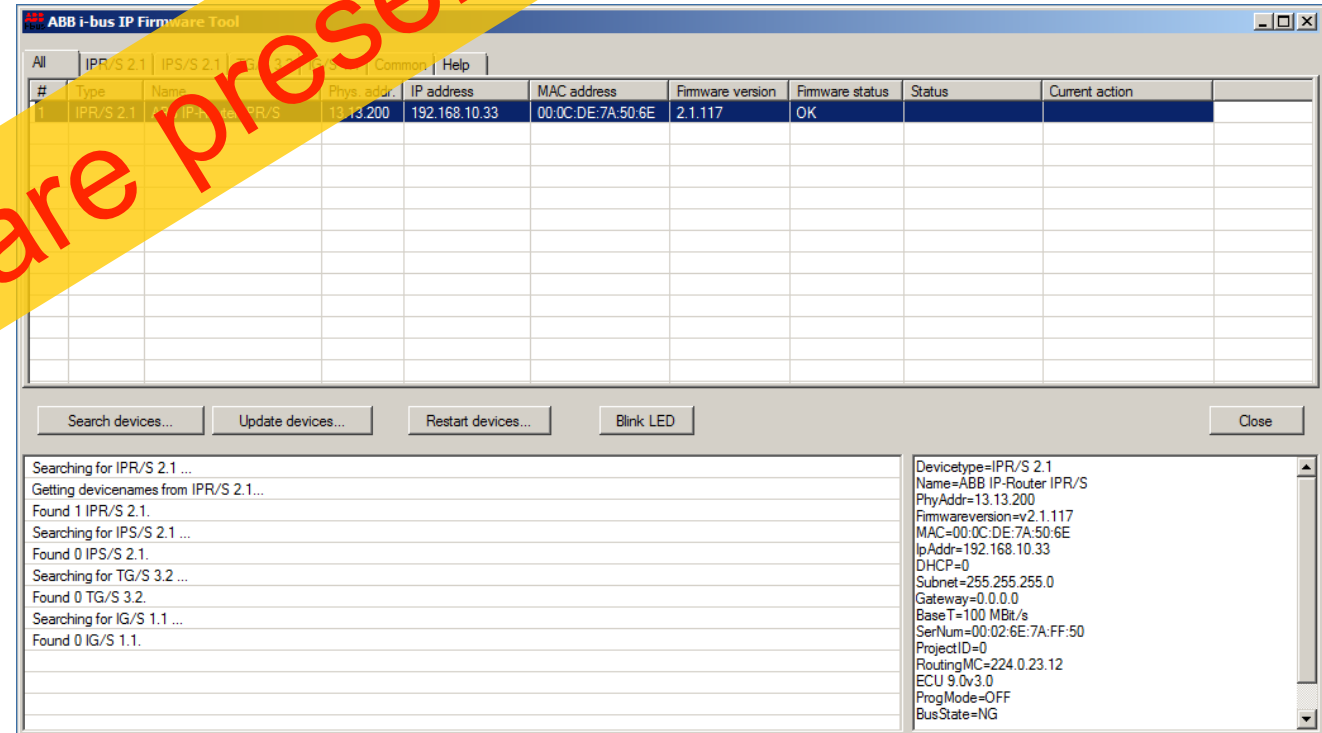 ABB i-bus IP Firmware Tool
All IPR/S 2.1 IPS/S 2.1 TG/S 3.2 IG/S Common Help
# Type Name Phys. addr. IP address MAC address Firmware version Firmware status Status Current action
1 IPR/S 2.1 ABB IP-Router IPR/S 13.13.200 192.168.10.33 00:0C:DE:7A:50:6E 2.1.117 OK
Search devices... Update devices... Restart devices... Blink LED Close
Searching for IPR/S 2.1 ...
Getting devicenames from IPR/S 2.1...
Found 1 IPR/S 2.1.
Searching for IPS/S 2.1 ...
Found 0 IPS/S 2.1.
Searching for TG/S 3.2 ...
Found 0 TG/S 3.2.
Searching for IG/S 1.1 ...
Found 0 IG/S 1.1.
Devicetype=IPR/S 2.1
Name=ABB IP-Router IPR/S
PhyAddr=13.13.200
Firmwareversion=v2.1.117
MAC=00:0C:DE:7A:50:6E
IpAddr=192.168.10.33
DHCP=0
Subnet=255.255.255.0
Gateway=0.0.0.0
BaseT=100 MBit/s
SerNum=00:02:6E:7A:FF:50
ProjectID=0
RoutingMC=224.0.23.12
ECU 9.0v3.0
ProgMode=OFF
BusState=NG